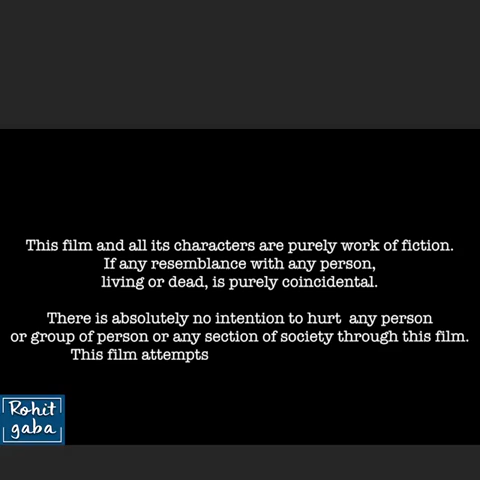 This film and all its characters are purely work of fiction.
If any resemblance with any person,
living or dead, is purely coincidental.
There is absolutely no intention to hurt any person
or group of person or any section of society through this film.
This film attempts
Rohit
gaba